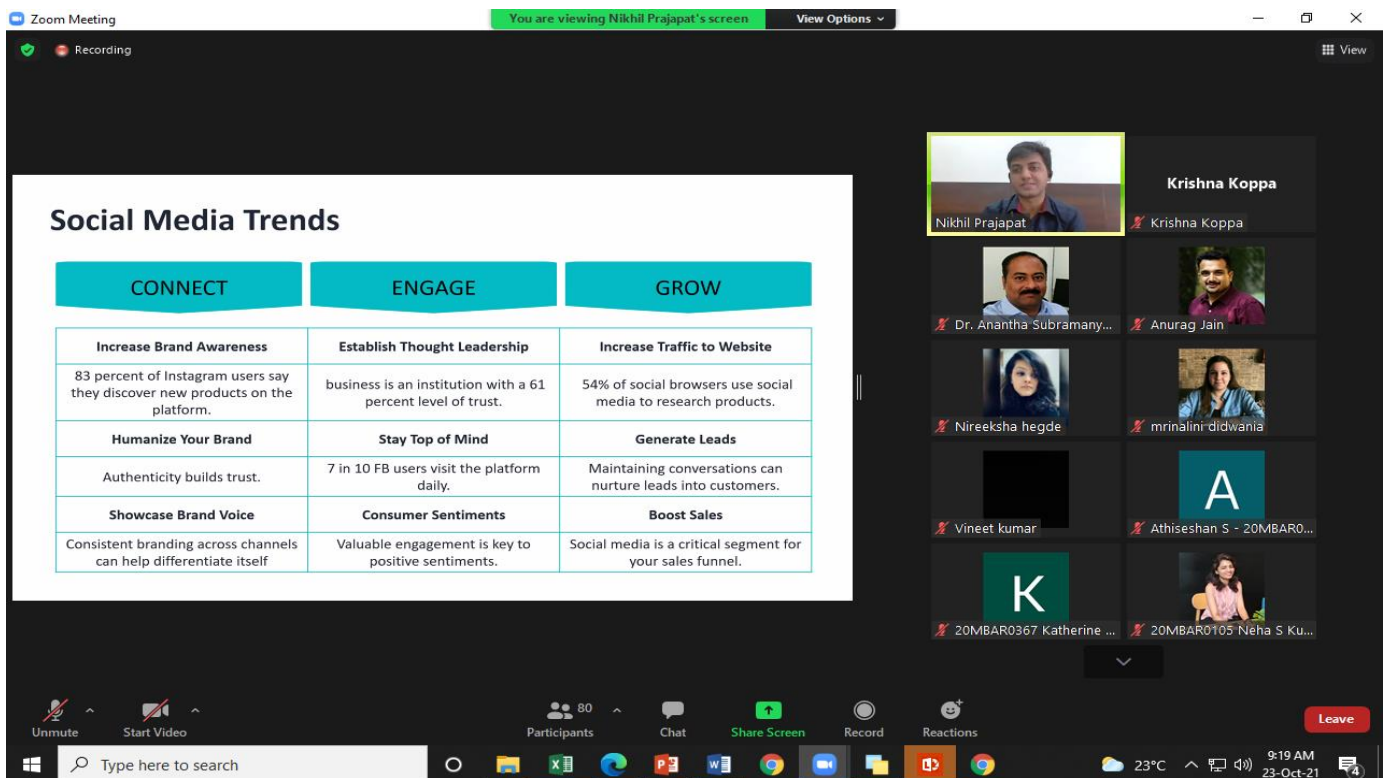 Zoom Meeting
You are viewing Nikhil Prajapat's screen
View Options
Recording
View
Social Media Trends
CONNECT
ENGAGE
GROW
Increase Brand Awareness
Establish Thought Leadership
Increase Traffic to Website
83 percent of Instagram users say
they discover new products on the
platform.
business is an institution with a 61
percent level of trust.
54% of social browsers use social
media to research products.
Humanize Your Brand
Stay Top of Mind
Generate Leads
Authenticity builds trust.
7 in 10 FB users visit the platform
daily.
Maintaining conversations can
nurture leads into customers.
Showcase Brand Voice
Consumer Sentiments
Boost Sales
Consistent branding across channels
can help differentiate itself
Valuable engagement is key to
positive sentiments.
Social media is a critical segment for
your sales funnel.
Nikhil Prajapat
Krishna Koppa
Krishna Koppa
Dr. Anantha Subramany...
Anurag Jain
Nireeksha hegde
mrinalini didwania
Vineet kumar
A
Athiseshan S - 20MBAR0...
K
20MBAR0367 Katherine ...
20MBAR0105 Neha S Ku...
Unmute
Start Video
80
Participants
Chat
Share Screen
Record
Reactions
Leave
Type here to search
23°C
9:19 AM
23-Oct-21
4